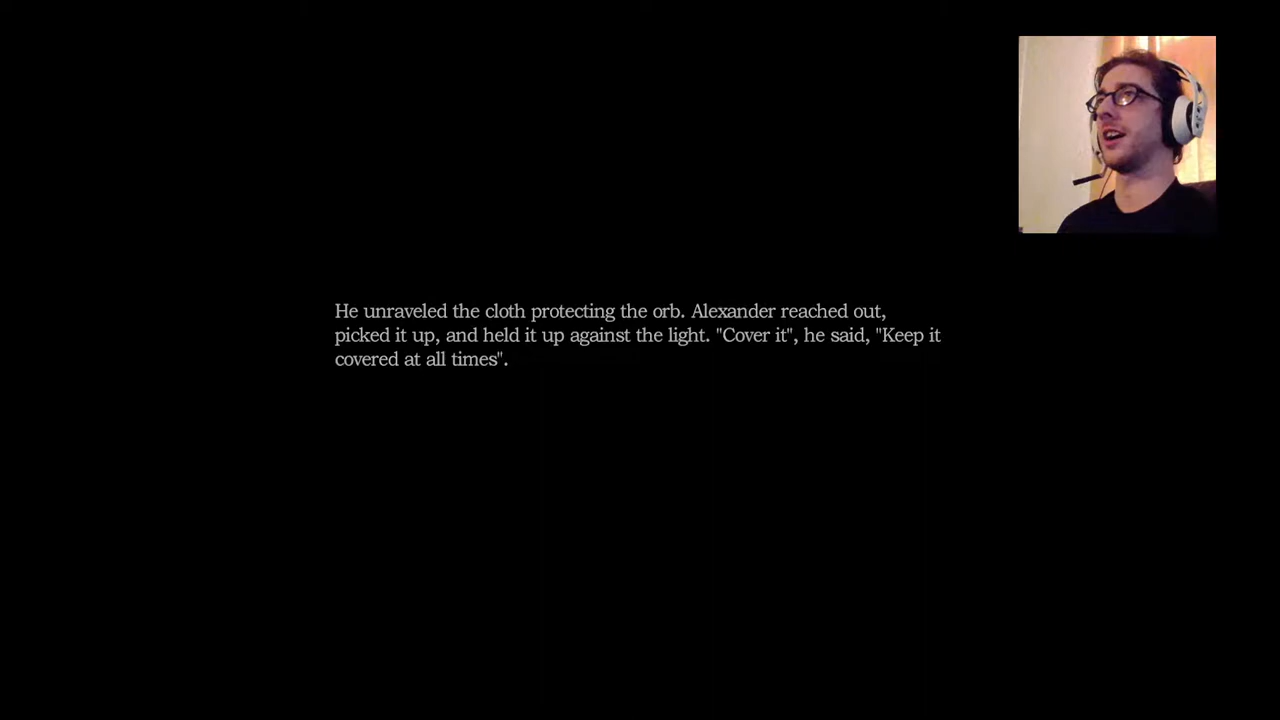 He unraveled the cloth protecting the orb. Alexander reached out,
picked it up, and held it up against the light. "Cover it", he said, "Keep it
covered at all times".